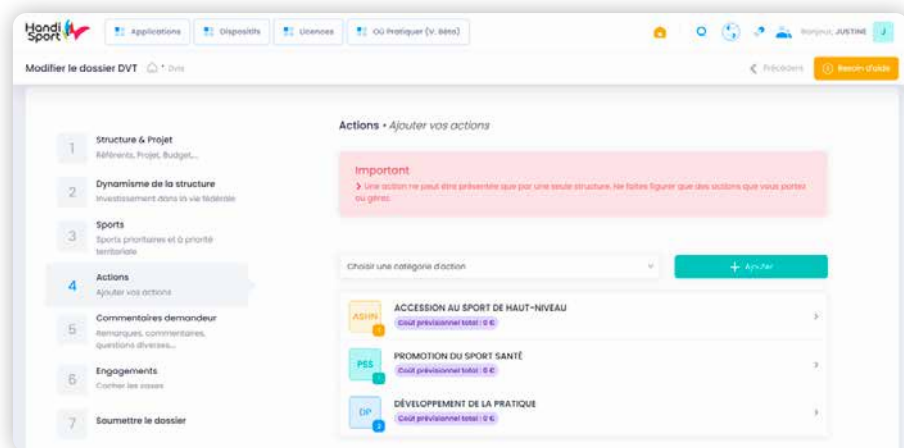 Handi Sport
Applications
Dispositifs
Licences
Où Pratiquer (V. Bêta)
Bonjour, JUSTINE
J
Modifier le dossier DVT
Dvts
Précédent
Besoin d'aide
1
Structure & Projet
Référents, Projet, Budget,...
2
Dynamisme de la structure
Investissement dans la vie fédérale
3
Sports
Sports prioritaires et à priorité
territoriale
4
Actions
Ajouter vos actions
5
Commentaires demandeur
Remarques, commentaires,
questions diverses...
6
Engagements
Cocher les cases
7
Soumettre le dossier
Actions • Ajouter vos actions
Important
Une action ne peut être présentée que par une seule structure. Ne faites figurer que des actions que vous portez
ou gérez.
Choisir une catégorie d'action
+ Ajouter
ASHN
1
ACCESSION AU SPORT DE HAUT-NIVEAU
Coût prévisionnel total : 0 €
PSS
1
PROMOTION DU SPORT SANTÉ
Coût prévisionnel total : 0 €
DP
DÉVELOPPEMENT DE LA PRATIQUE
Coût prévisionnel total : 0 €